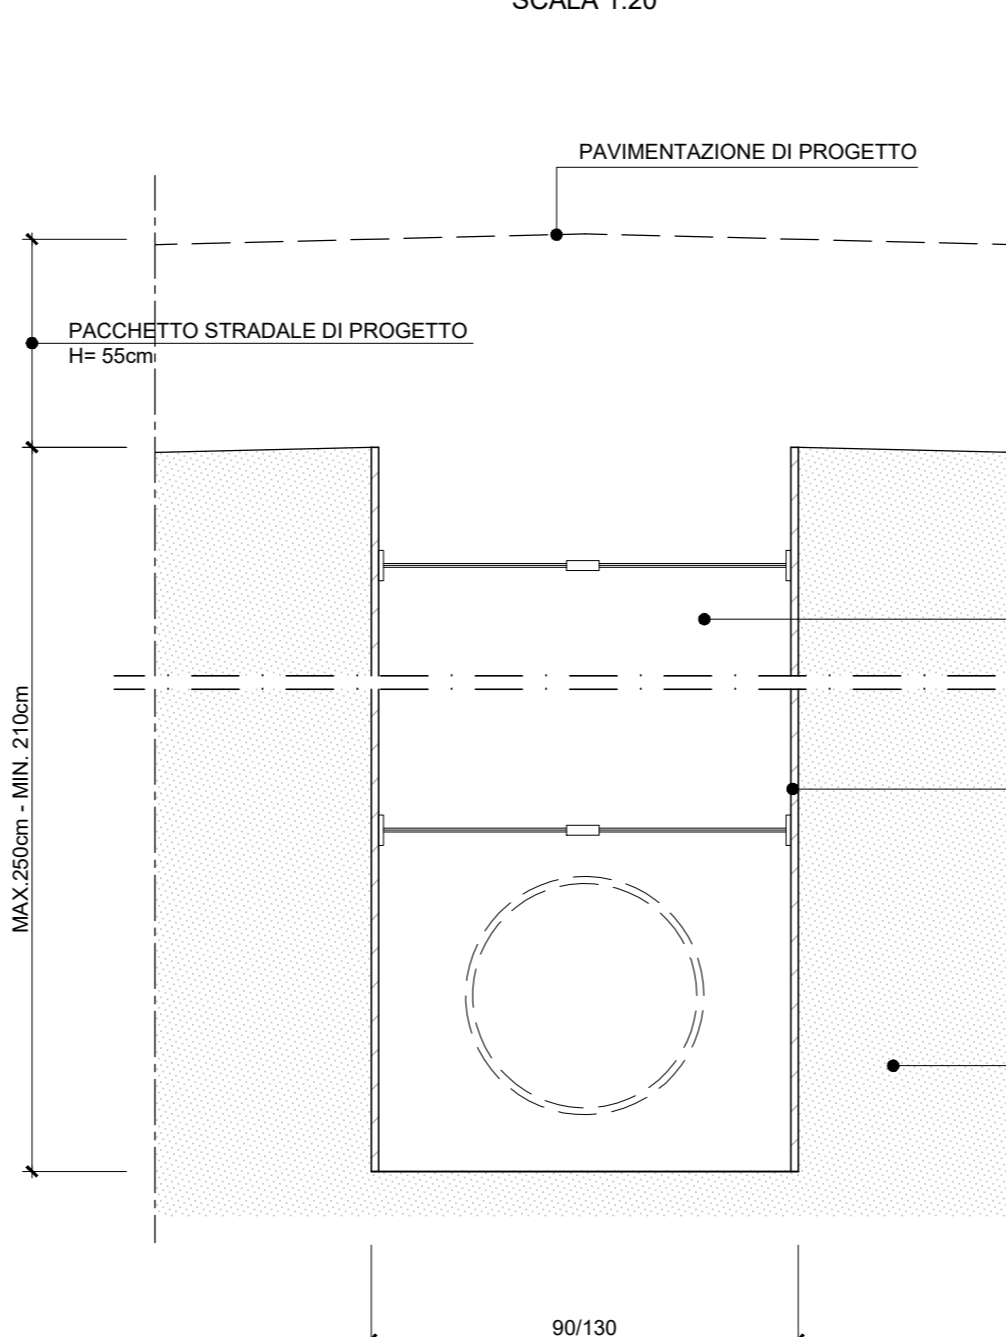 SCALA 1:20
PAVIMENTAZIONE DI PROGETTO
PACCHETTO STRADALE DI PROGETTO
H= 55cm
MAX.250cm - MIN. 210cm
90/130